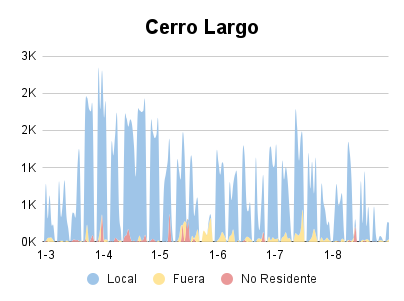 Cerro Largo
3K
2K
2K
1K
1K
0K
1-3 1-4 1-5 1-6 1-7 1-8
Local Fuera No Residente